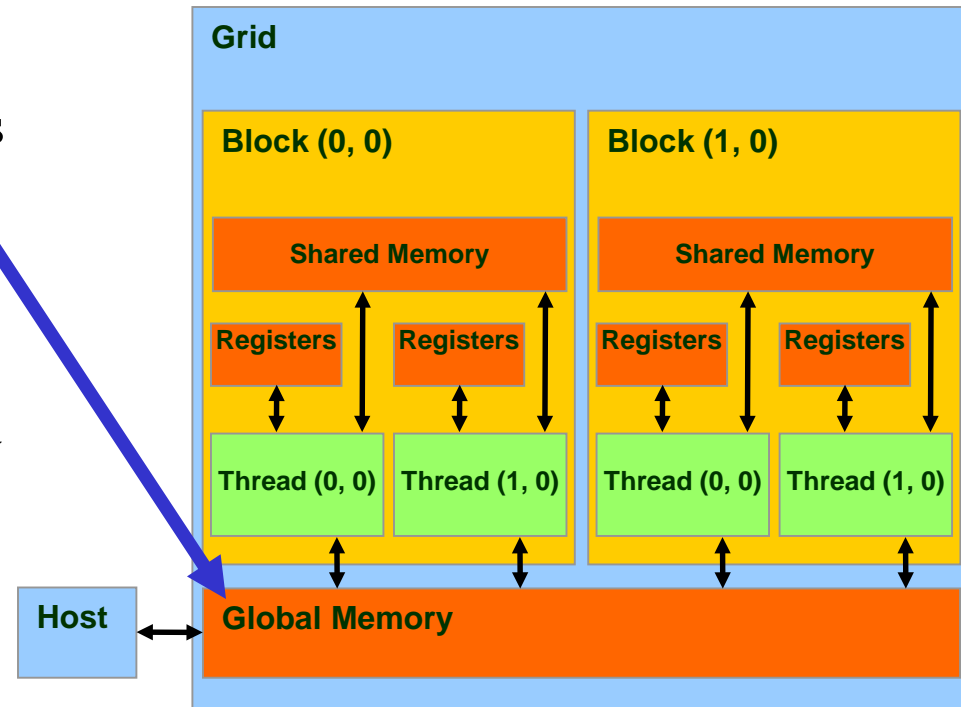 Grid
s
Block (0, 0)
Block (1, 0)
Shared Memory
Shared Memory
Registers
Registers
Registers
Registers
Thread (0, 0)
Thread (1, 0)
Thread (0, 0)
Thread (1, 0)
Host
Global Memory